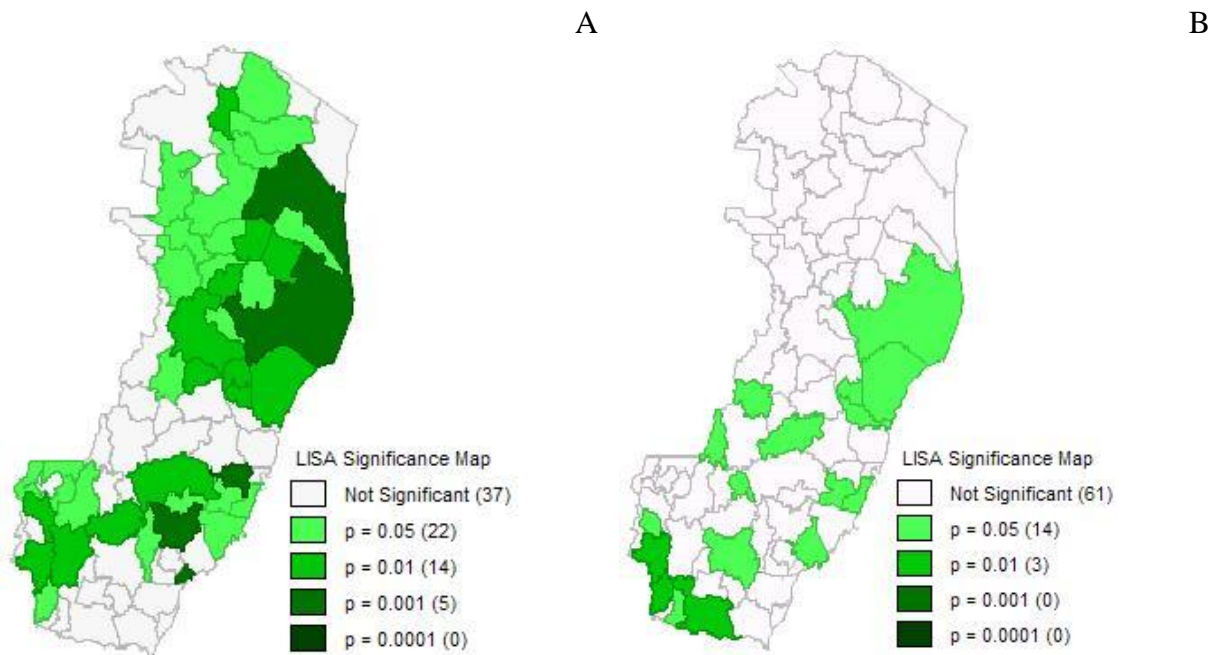 A
B
LISA Significance Map
Not Significant (37)
p = 0.05 (22)
p = 0.01 (14)
p = 0.001 (5)
p = 0.0001 (0)
LISA Significance Map
Not Significant (61)
p = 0.05 (14)
p = 0.01 (3)
p = 0.001 (0)
p = 0.0001 (0)